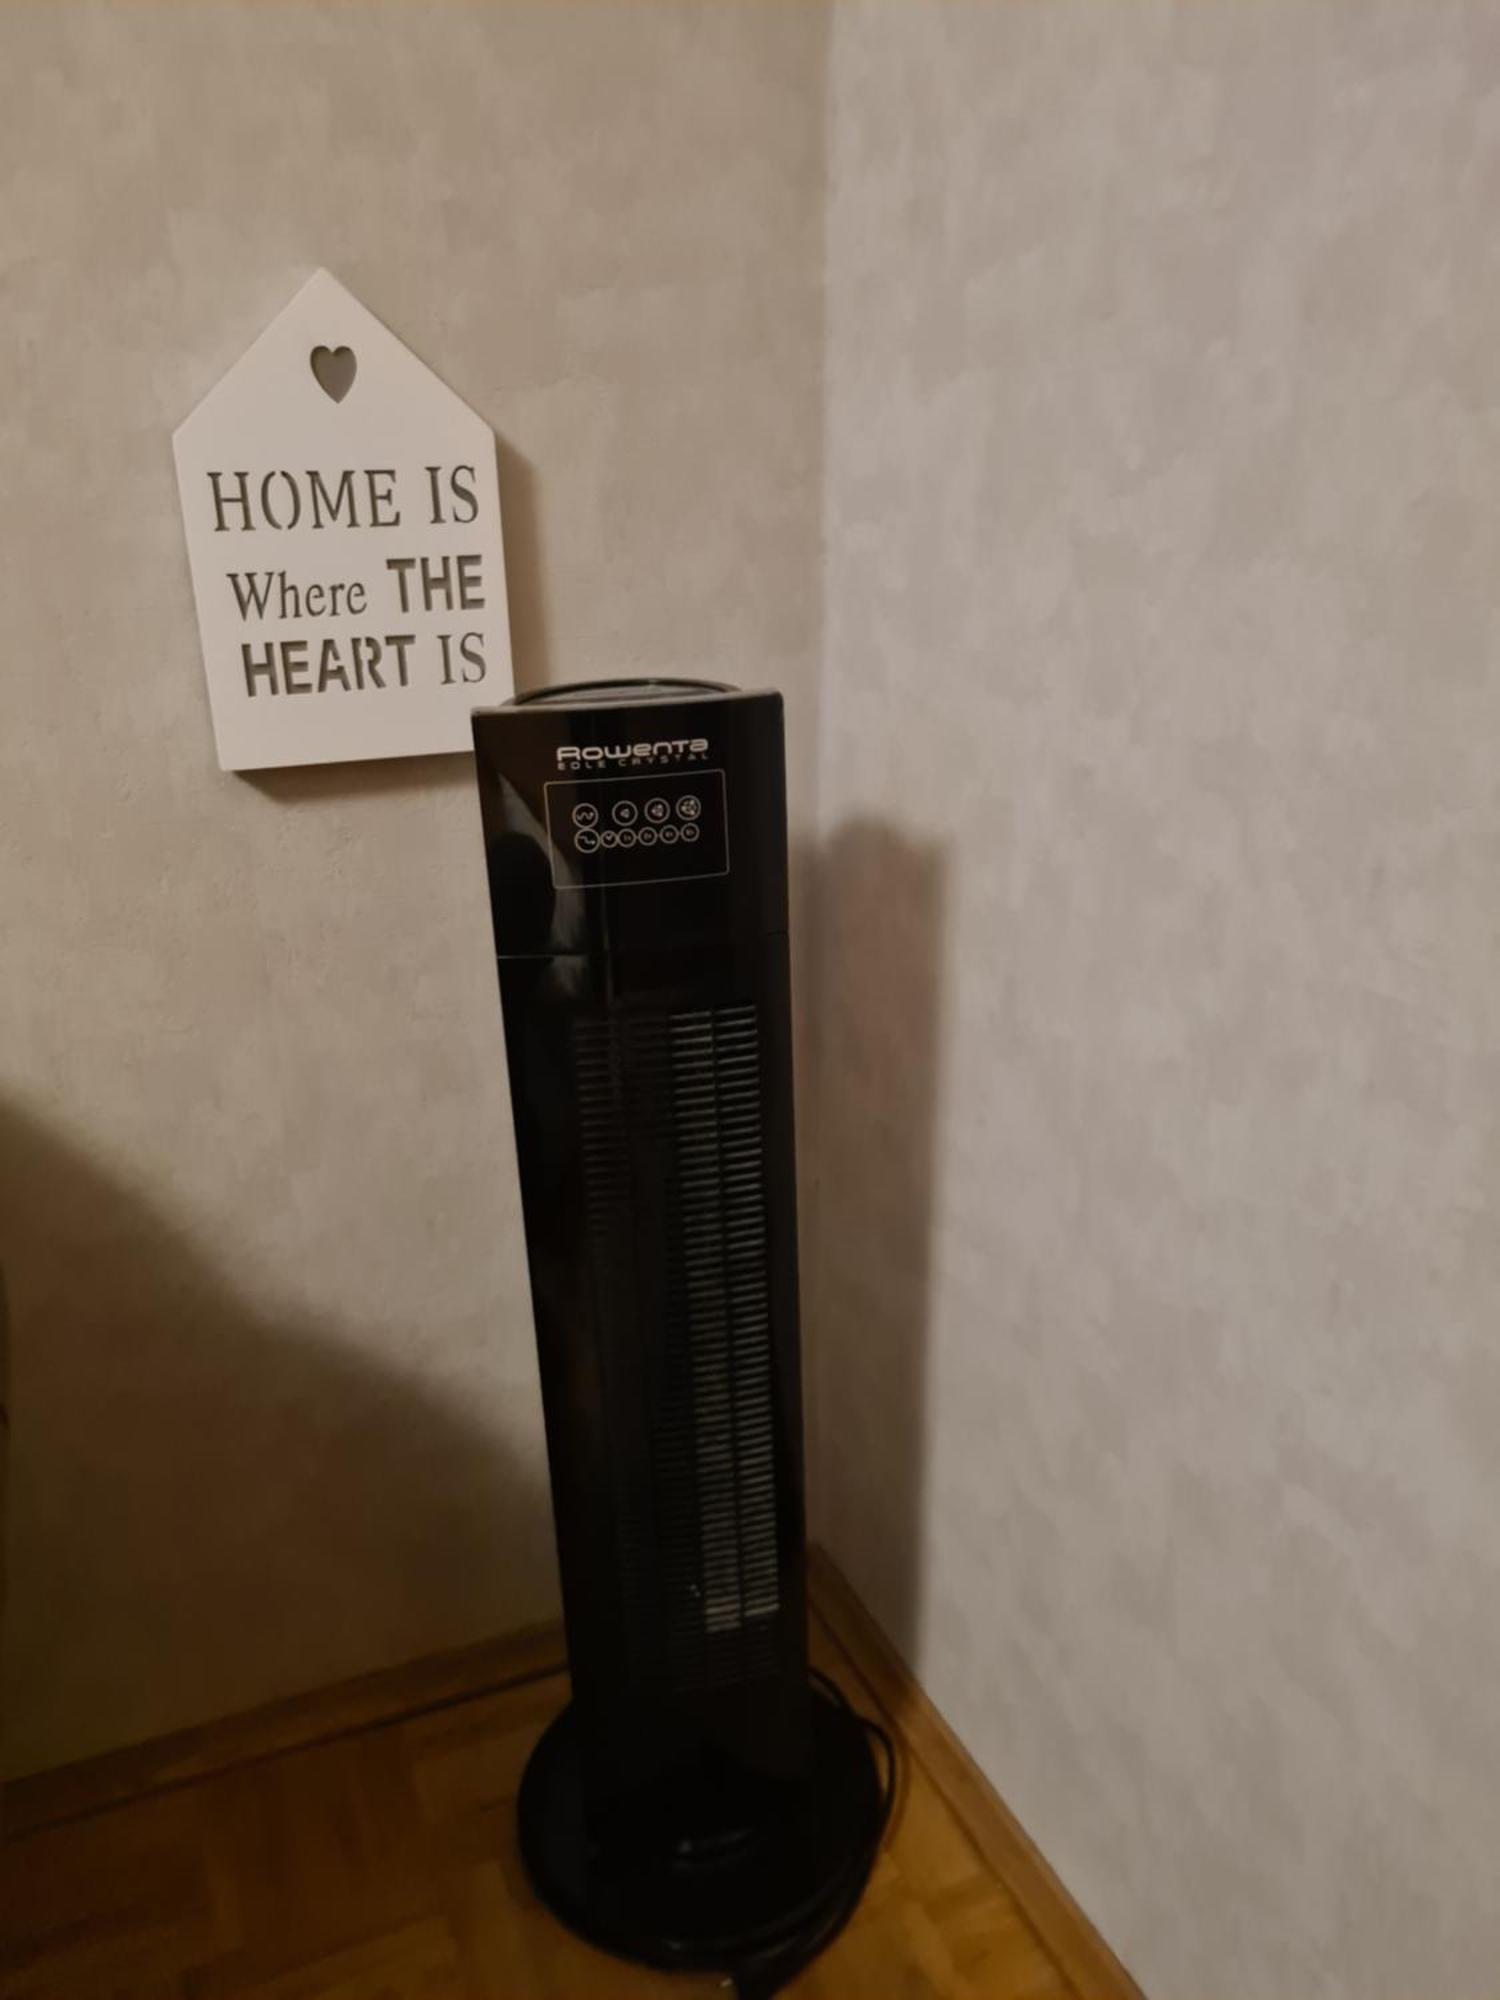 HOME IS
Where THE
HEART IS
Rowenta
EOLE CRYSTAL